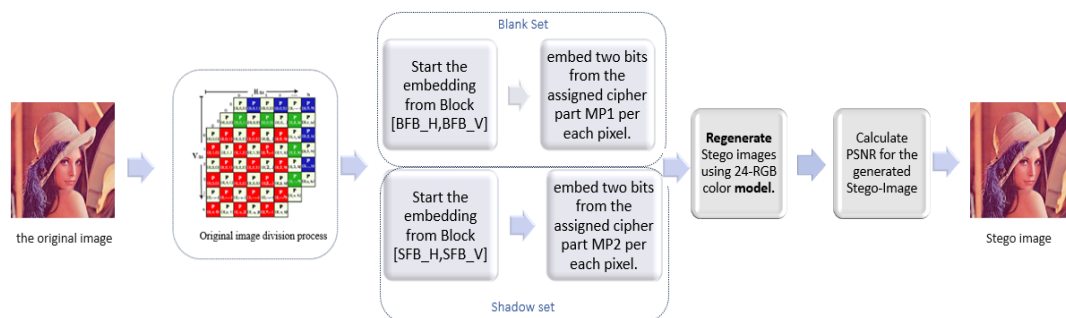 Blank Set
Start the
embedding
from Block
[BFB_H,BFB_V]
embed two bits
from the
assigned cipher
part MP1 per
each pixel.
the original image
Original image division process
Start the
embedding
from Block
[SFB_H,SFB_V]
embed two bits
from the
assigned cipher
part MP2 per
each pixel.
Shadow set
Regenerate
Stego images
using 24-RGB
color model.
Calculate
PSNR for the
generated
Stego-Image
Stego image